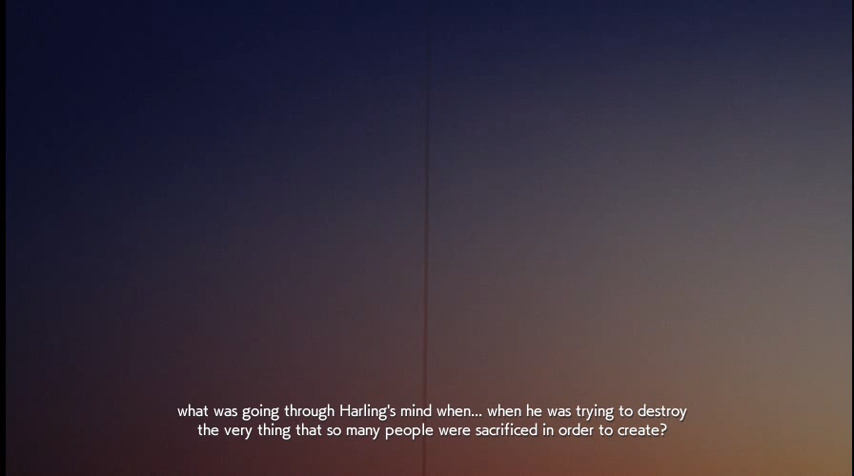 what was going through Harling's mind when... when he was trying to destroy
the very thing that so many people were sacrificed in order to create?